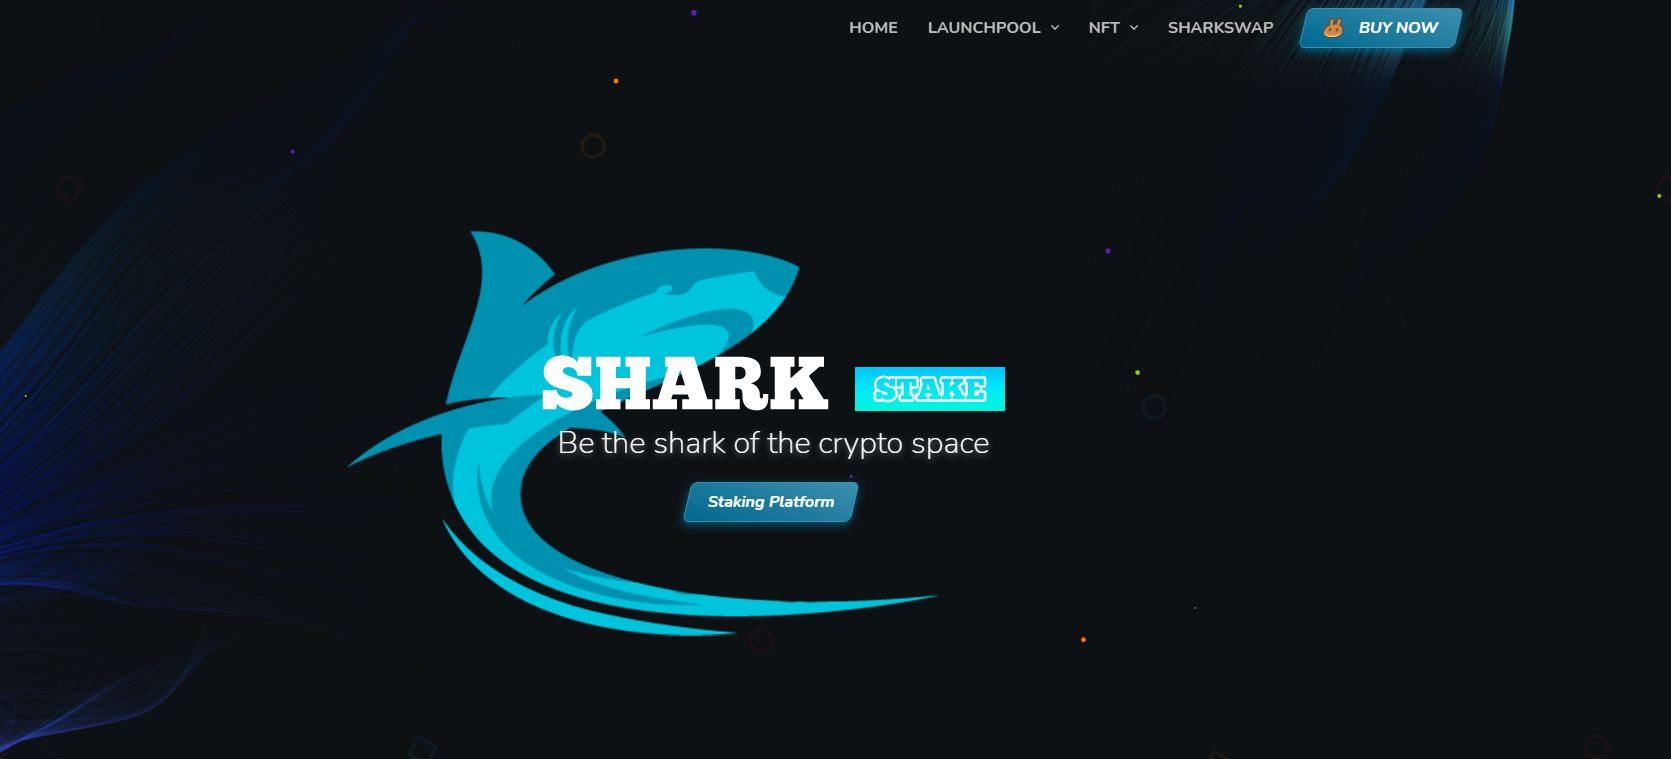 HOME LAUNCHPOOL NFT SHARKSWAP BUY NOW
SHARK STAKE
Be the shark of the crypto space
Staking Platform